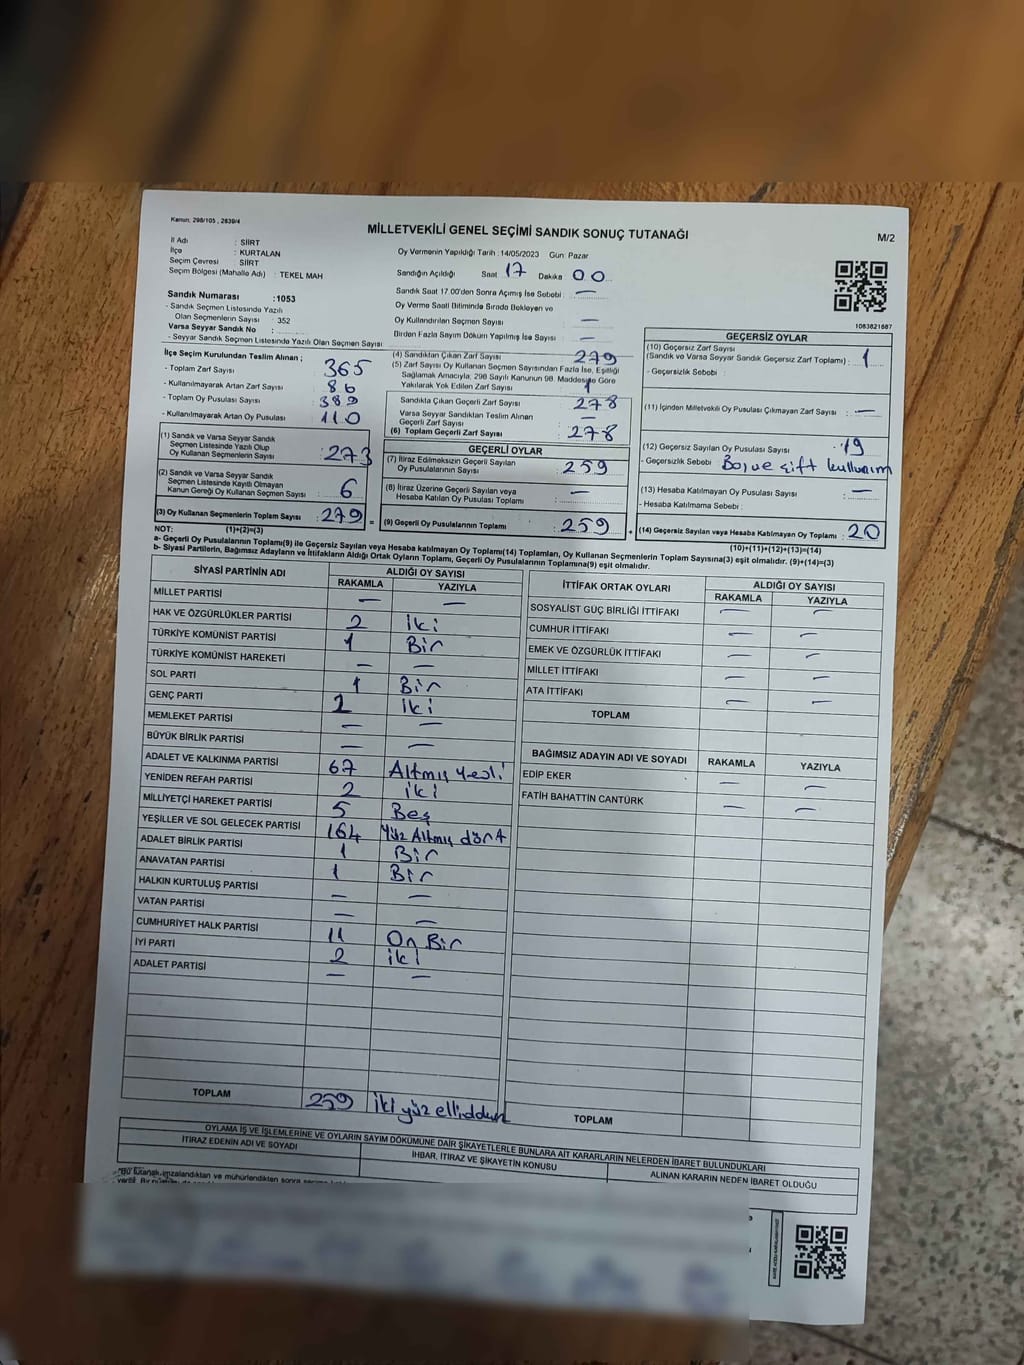 Kanun: 298/105 , 2839/4
MİLLETVEKİLİ GENEL SEÇİMİ SANDIK SONUÇ TUTANAĞI
M/2
İl Adı : SİİRT
İlçe : KURTALAN
Seçim Çevresi : SİİRT
Seçim Bölgesi (Mahalle Adı) : TEKEL MAH
Sandık Numarası : 1053
- Sandık Seçmen Listesinde Yazılı
Olan Seçmenlerin Sayısı : 352
Varsa Seyyar Sandık No :
- Seyyar Sandık Seçmen Listesinde Yazılı Olan Seçmen Sayısı
Oy Vermenin Yapıldığı Tarih : 14/05/2023 Gün: Pazar
Sandığın Açıldığı Saat 17 Dakika 00
Sandık Saat 17.00'den Sonra Açımış İse Sebebi : —
Oy Verme Saati Bitiminde Sırada Bekleyen ve
Oy Kullandırılan Seçmen Sayısı : —
Birden Fazla Sayım Döküm Yapılmış İse Sayısı : —
1083821687
İlçe Seçim Kurulundan Teslim Alınan ;
- Toplam Zarf Sayısı : 365
- Kullanılmayarak Artan Zarf Sayısı : 86
- Toplam Oy Pusulası Sayısı : 389
- Kullanılmayarak Artan Oy Pusulası : 110
(1) Sandık ve Varsa Seyyar Sandık
Seçmen Listesinde Yazılı Olup
Oy Kullanan Seçmenlerin Sayısı : 273
(2) Sandık ve Varsa Seyyar Sandık
Seçmen Listesinde Kayıtlı Olmayan
Kanun Gereği Oy Kullanan Seçmen Sayısı : 6
(3) Oy Kullanan Seçmenlerin Toplam Sayısı : 279
(4) Sandıktan Çıkan Zarf Sayısı : 279
(5) Zarf Sayısı Oy Kullanan Seçmen Sayısından Fazla İse, Eşitliği
Sağlamak Amacıyla, 298 Sayılı Kanunun 98. Maddesine Göre
Yakılarak Yok Edilen Zarf Sayısı : 1
Sandıkta Çıkan Geçerli Zarf Sayısı : 278
Varsa Seyyar Sandıktan Teslim Alınan
Geçerli Zarf Sayısı :
(6) Toplam Geçerli Zarf Sayısı : 278
GEÇERLİ OYLAR
(7) İtiraz Edilmeksizin Geçerli Sayılan
Oy Pusulalarının Sayısı : 259
(8) İtiraz Üzerine Geçerli Sayılan veya
Hesaba Katılan Oy Pusulası Toplamı : —
= (9) Geçerli Oy Pusulalarının Toplamı : 259
GEÇERSİZ OYLAR
(10) Geçersiz Zarf Sayısı
(Sandık ve Varsa Seyyar Sandık Geçersiz Zarf Toplamı) : 1
- Geçersizlik Sebebi :
(11) İçinden Milletvekili Oy Pusulası Çıkmayan Zarf Sayısı : —
(12) Geçersiz Sayılan Oy Pusulası Sayısı : 19
- Geçersizlik Sebebi : Boş ve çift kullanım
(13) Hesaba Katılmayan Oy Pusulası Sayısı : —
- Hesaba Katılmama Sebebi :
+ (14) Geçersiz Sayılan veya Hesaba Katılmayan Oy Toplamı : 20
NOT: (1)+(2)=(3)
(10)+(11)+(12)+(13)=(14)
a- Geçerli Oy Pusulalarının Toplamı(9) ile Geçersiz Sayılan veya Hesaba katılmayan Oy Toplamı(14) Toplamları, Oy Kullanan Seçmenlerin Toplam Sayısına(3) eşit olmalıdır. (9)+(14)=(3)
b- Siyasi Partilerin, Bağımsız Adayların ve İttifakların Aldığı Ortak Oyların Toplamı, Geçerli Oy Pusulalarının Toplamına(9) eşit olmalıdır.
SİYASİ PARTİNİN ADI ALDIĞI OY SAYISI
RAKAMLA YAZIYLA
MİLLET PARTİSİ — —
HAK VE ÖZGÜRLÜKLER PARTİSİ 2 iki
TÜRKİYE KOMÜNİST PARTİSİ 1 Bir
TÜRKİYE KOMÜNİST HAREKETİ — —
SOL PARTİ 1 Bir
GENÇ PARTİ 2 iki
MEMLEKET PARTİSİ — —
BÜYÜK BİRLİK PARTİSİ — —
ADALET VE KALKINMA PARTİSİ 67 Altmış Yedi
YENİDEN REFAH PARTİSİ 2 iki
MİLLİYETÇİ HAREKET PARTİSİ 5 Beş
YEŞİLLER VE SOL GELECEK PARTİSİ 164 Yüz Altmış dört
ADALET BİRLİK PARTİSİ 1 Bir
ANAVATAN PARTİSİ 1 Bir
HALKIN KURTULUŞ PARTİSİ — —
VATAN PARTİSİ — —
CUMHURİYET HALK PARTİSİ 11 On Bir
İYİ PARTİ 2 iki
ADALET PARTİSİ — —
TOPLAM 259 iki yüz ellidokuz
İTTİFAK ORTAK OYLARI ALDIĞI OY SAYISI
RAKAMLA YAZIYLA
SOSYALİST GÜÇ BİRLİĞİ İTTİFAKI — —
CUMHUR İTTİFAKI — —
EMEK VE ÖZGÜRLÜK İTTİFAKI — —
MİLLET İTTİFAKI — —
ATA İTTİFAKI — —
TOPLAM
BAĞIMSIZ ADAYIN ADI VE SOYADI RAKAMLA YAZIYLA
EDİP EKER — —
FATİH BAHATTİN CANTÜRK — —
TOPLAM
OYLAMA İŞ VE İŞLEMLERİNE VE OYLARIN SAYIM DÖKÜMÜNE DAİR ŞİKAYETLERLE BUNLARA AİT KARARLARIN NELERDEN İBARET BULUNDUKLARI
İTİRAZ EDENİN ADI VE SOYADI
İHBAR, İTİRAZ VE ŞİKAYETİN KONUSU
ALINAN KARARIN NEDEN İBARET OLDUĞU
"Bu tutanak imzalandıktan ve mühürlendikten sonra